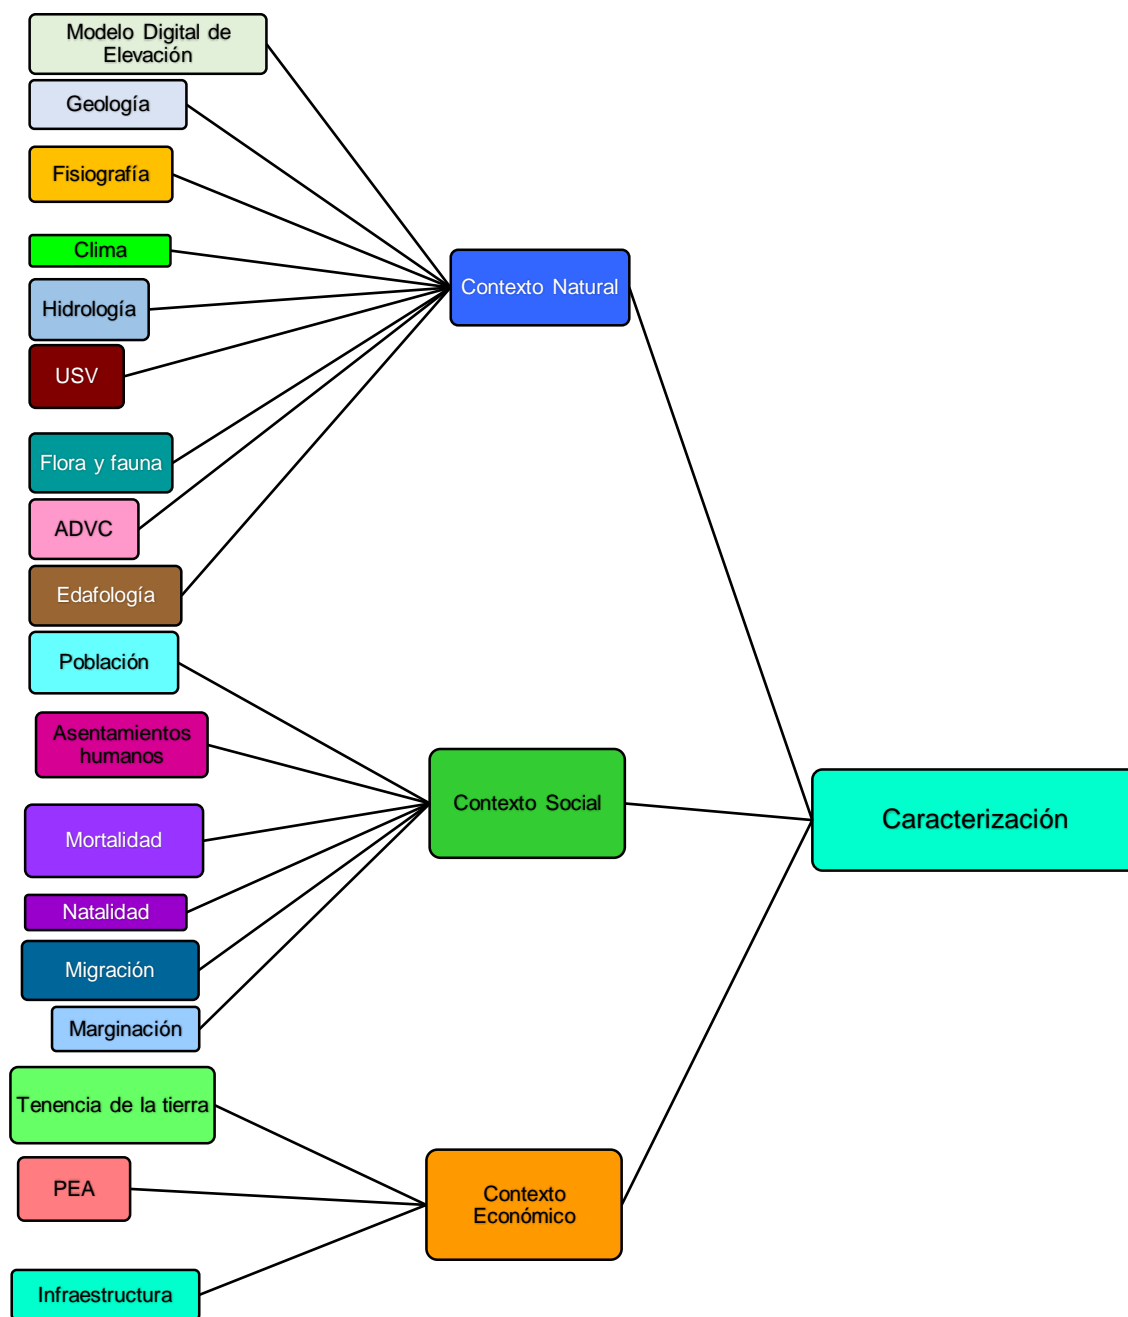 Modelo Digital de
Elevación
Geología
Fisiografía
Clima
Hidrología
USV
Flora y fauna
ADVC
Edafología
Contexto Natural
Población
Asentamientos
humanos
Mortalidad
Natalidad
Migración
Marginación
Contexto Social
Tenencia de la tierra
PEA
Infraestructura
Contexto
Económico
Caracterización